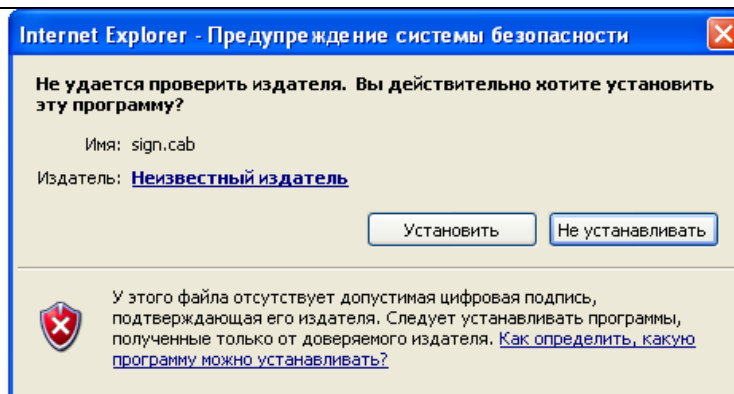 Internet Explorer - Предупреждение системы безопасности
Не удается проверить издателя. Вы действительно хотите установить
эту программу?
Имя: sign.cab
Издатель: Неизвестный издатель
Установить Не устанавливать
У этого файла отсутствует допустимая цифровая подпись,
подтверждающая его издателя. Следует устанавливать программы,
полученные только от доверяемого издателя. Как определить, какую
программу можно устанавливать?